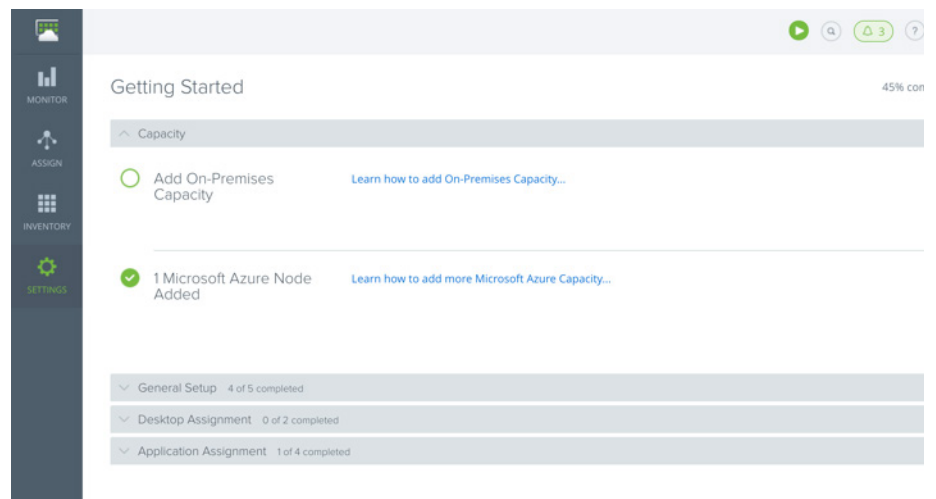 3
?
MONITOR
Getting Started
45%
Capacity
ASSIGN
Add On-Premises
Capacity
Learn how to add On-Premises Capacity...
INVENTORY
SETTINGS
1 Microsoft Azure Node
Added
Learn how to add more Microsoft Azure Capacity...
General Setup 4 of 5 completed
Desktop Assignment 0 of 2 completed
Application Assignment 1 of 4 completed